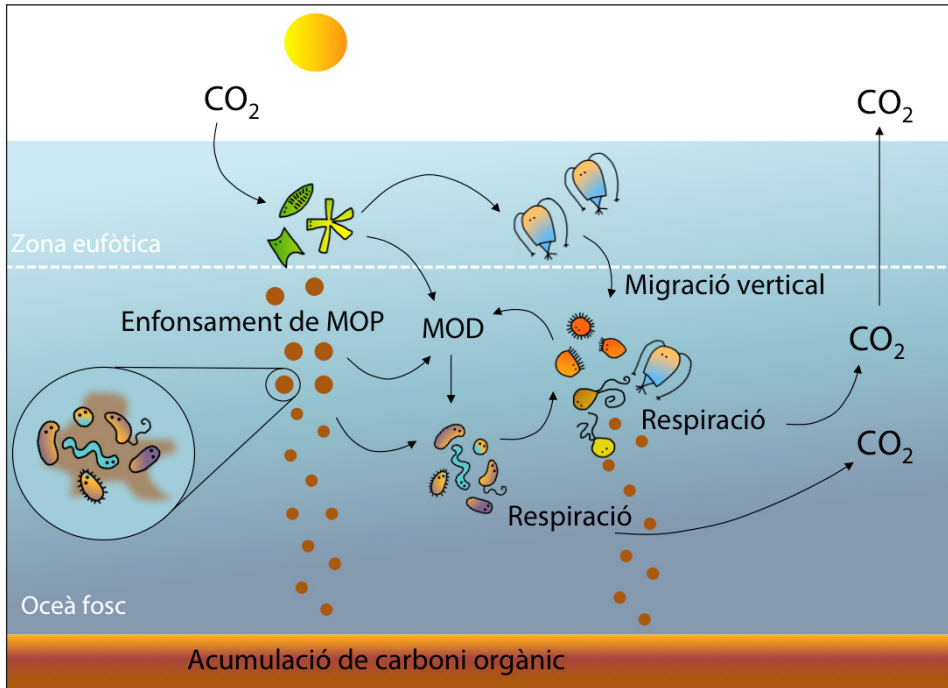 CO₂
CO₂
Zona eufòtica
Migració vertical
Enfonsament de MOP
MOD
CO₂
Respiració
CO₂
Respiració
Oceà fosc
Acumulació de carboni orgànic